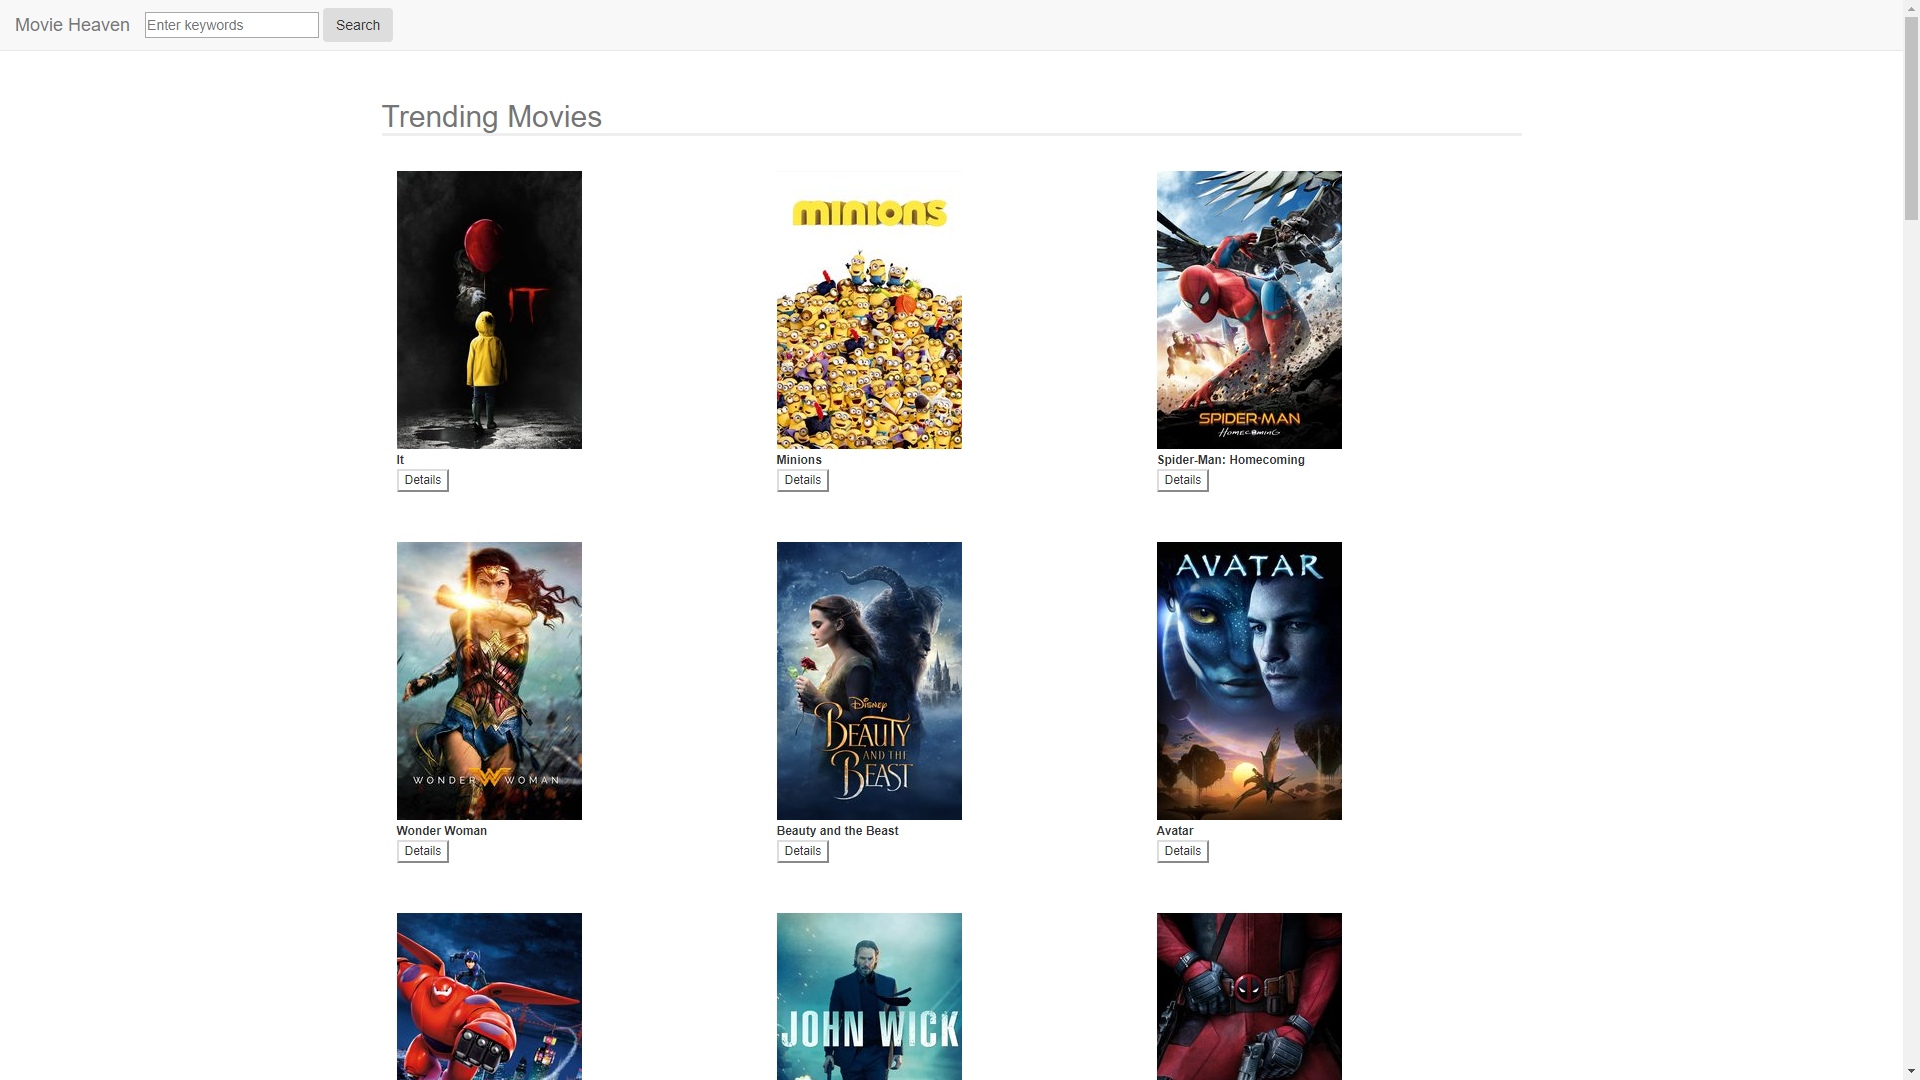 Movie Heaven
Enter keywords
Search
Trending Movies
IT
minions
SPIDER-MAN
HOMECOMING
It
Minions
Spider-Man: Homecoming
Details
Details
Details
WONDER WOMAN
DISNEY
BEAUTY
AND THE
BEAST
AVATAR
Wonder Woman
Beauty and the Beast
Avatar
Details
Details
Details
JOHN WICK